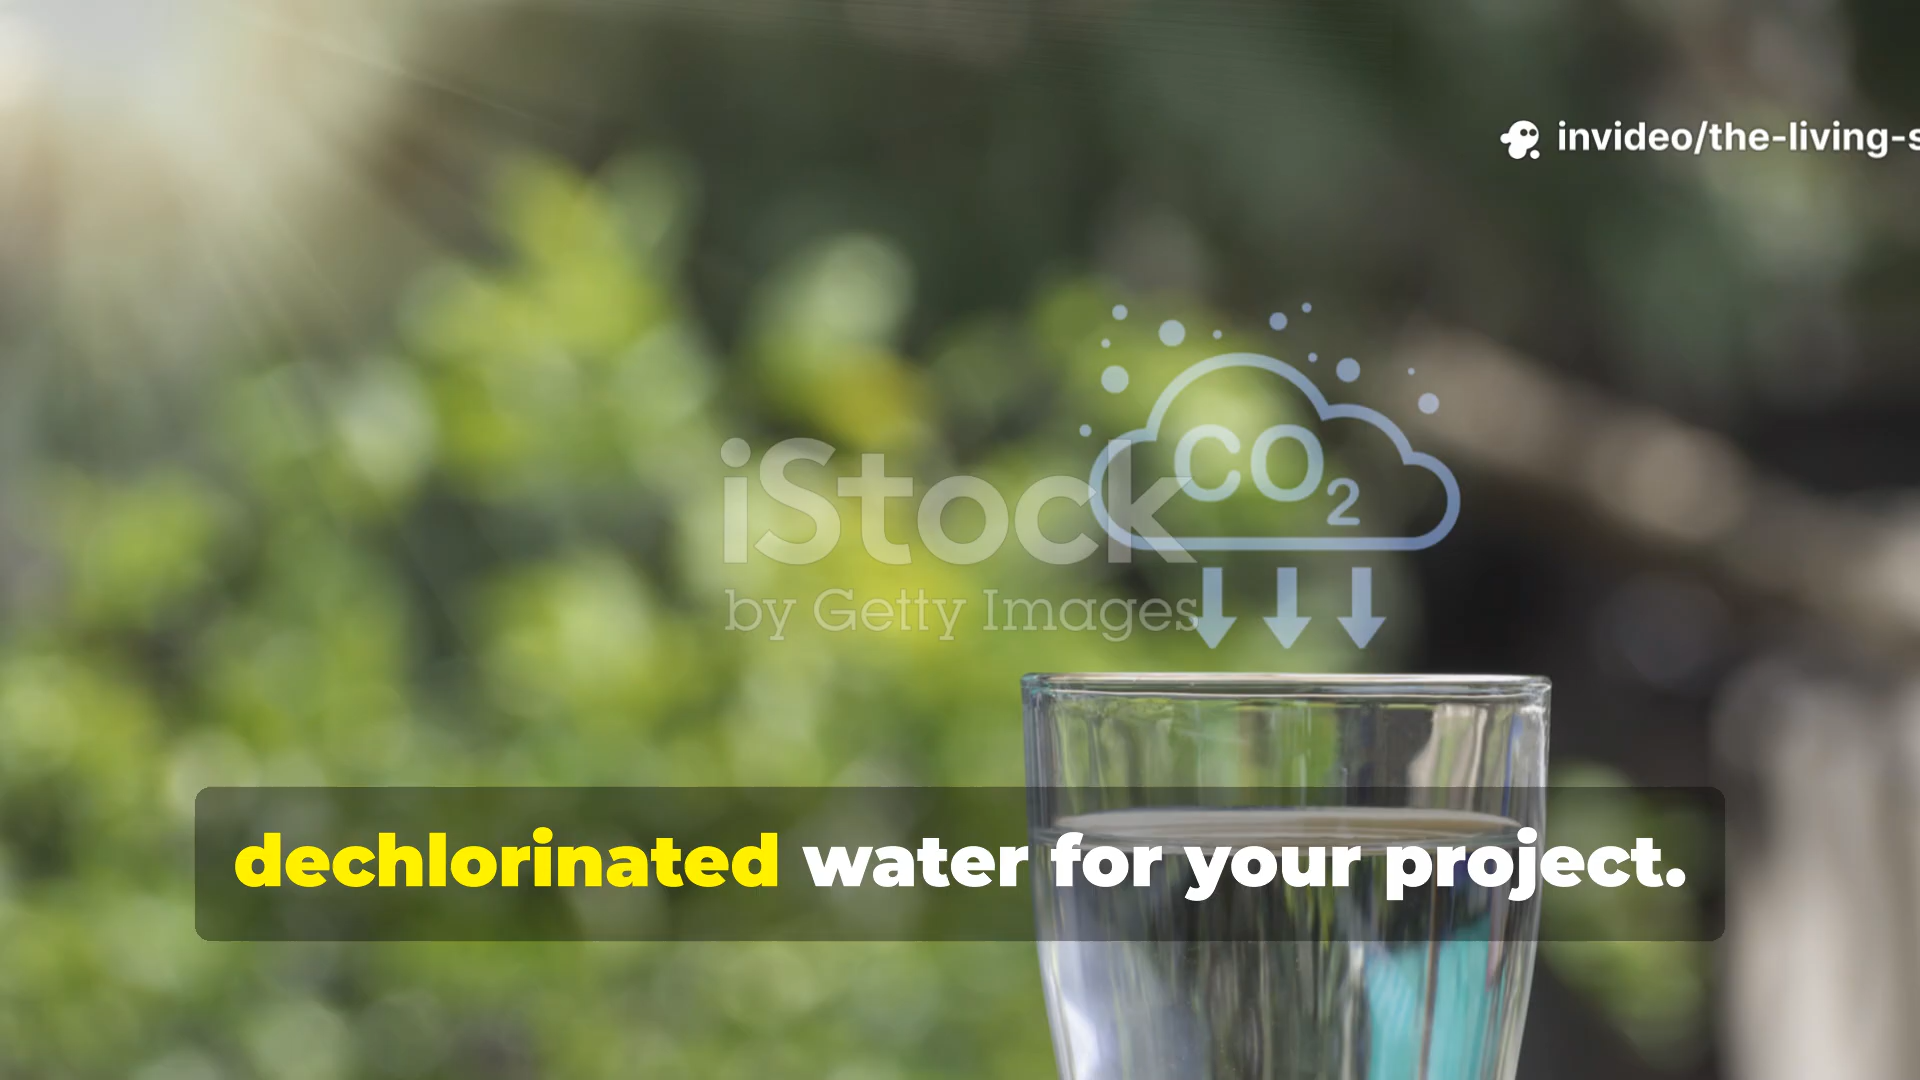 invideo/the-living-s
CO₂
iStock
by Getty Images
dechlorinated water for your project.